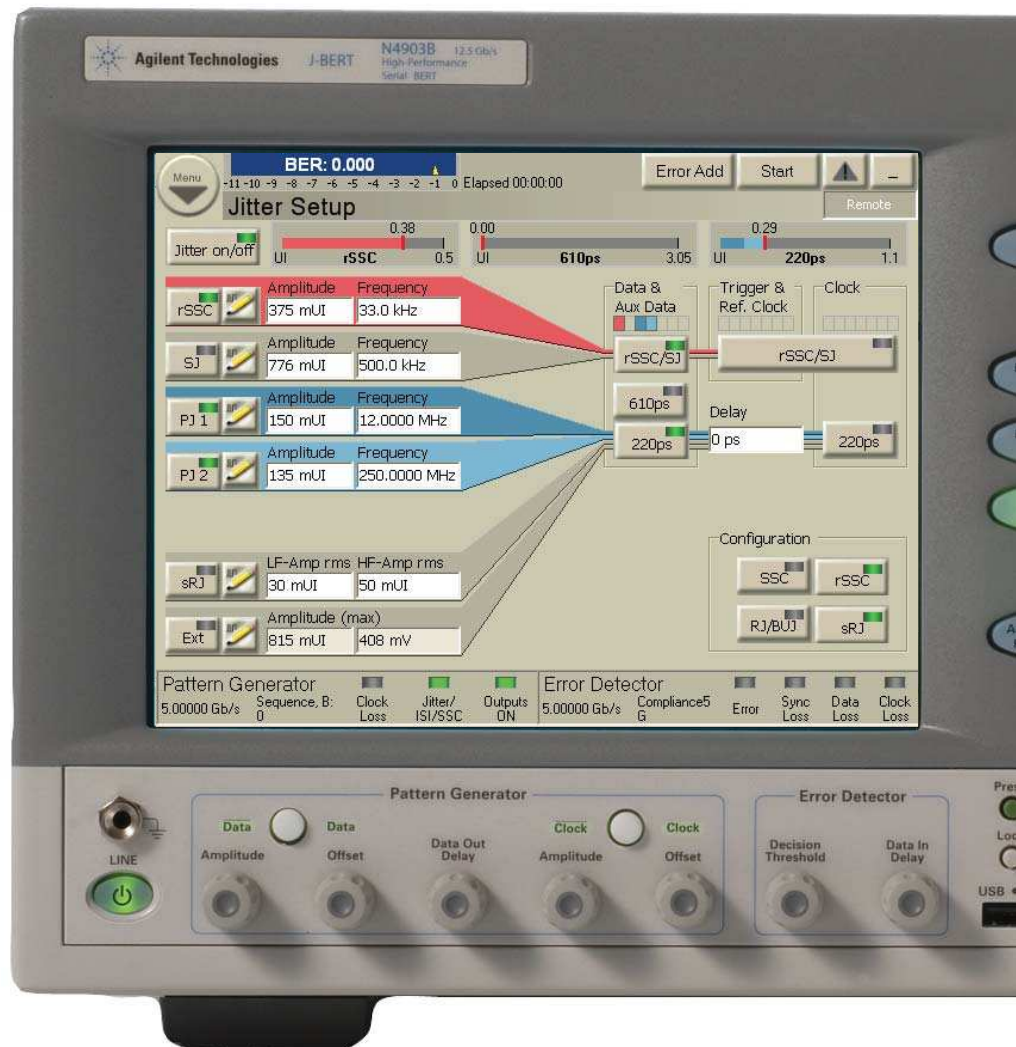 Agilent Technologies J-BERT N4903B 12.5 Gb/s
High-Performance
Serial BERT
Menu
BER: 0.000
-11 -10 -9 -8 -7 -6 -5 -4 -3 -2 -1 0 Elapsed 00:00:00
Error Add Start _
Jitter Setup
Remote
Jitter on/off
0.38
UI rSSC 0.5
0.00
UI 610ps 3.05
0.29
UI 220ps 1.1
Amplitude Frequency
rSSC 375 mUI 33.0 kHz
Amplitude Frequency
SJ 776 mUI 500.0 kHz
Amplitude Frequency
PJ 1 150 mUI 12.0000 MHz
Amplitude Frequency
PJ 2 135 mUI 250.0000 MHz
LF-Amp rms HF-Amp rms
sRJ 30 mUI 50 mUI
Amplitude (max)
Ext 815 mUI 408 mV
Data &
Aux Data
rSSC/SJ
610ps
220ps
Trigger &
Ref. Clock
Clock
rSSC/SJ
Delay
0 ps
220ps
Configuration
SSC rSSC
RJ/BUJ sRJ
Pattern Generator
5.00000 Gb/s
Sequence, B:
0
Clock
Loss
Jitter/
ISI/SSC
Outputs
ON
Error Detector
5.00000 Gb/s
Compliance5
G
Error
Sync
Loss
Data
Loss
Clock
Loss
Pattern Generator
Data Data
Clock Clock
Amplitude
Offset
Data Out
Delay
Amplitude
Offset
Error Detector
Decision
Threshold
Data In
Delay
LINE
USB